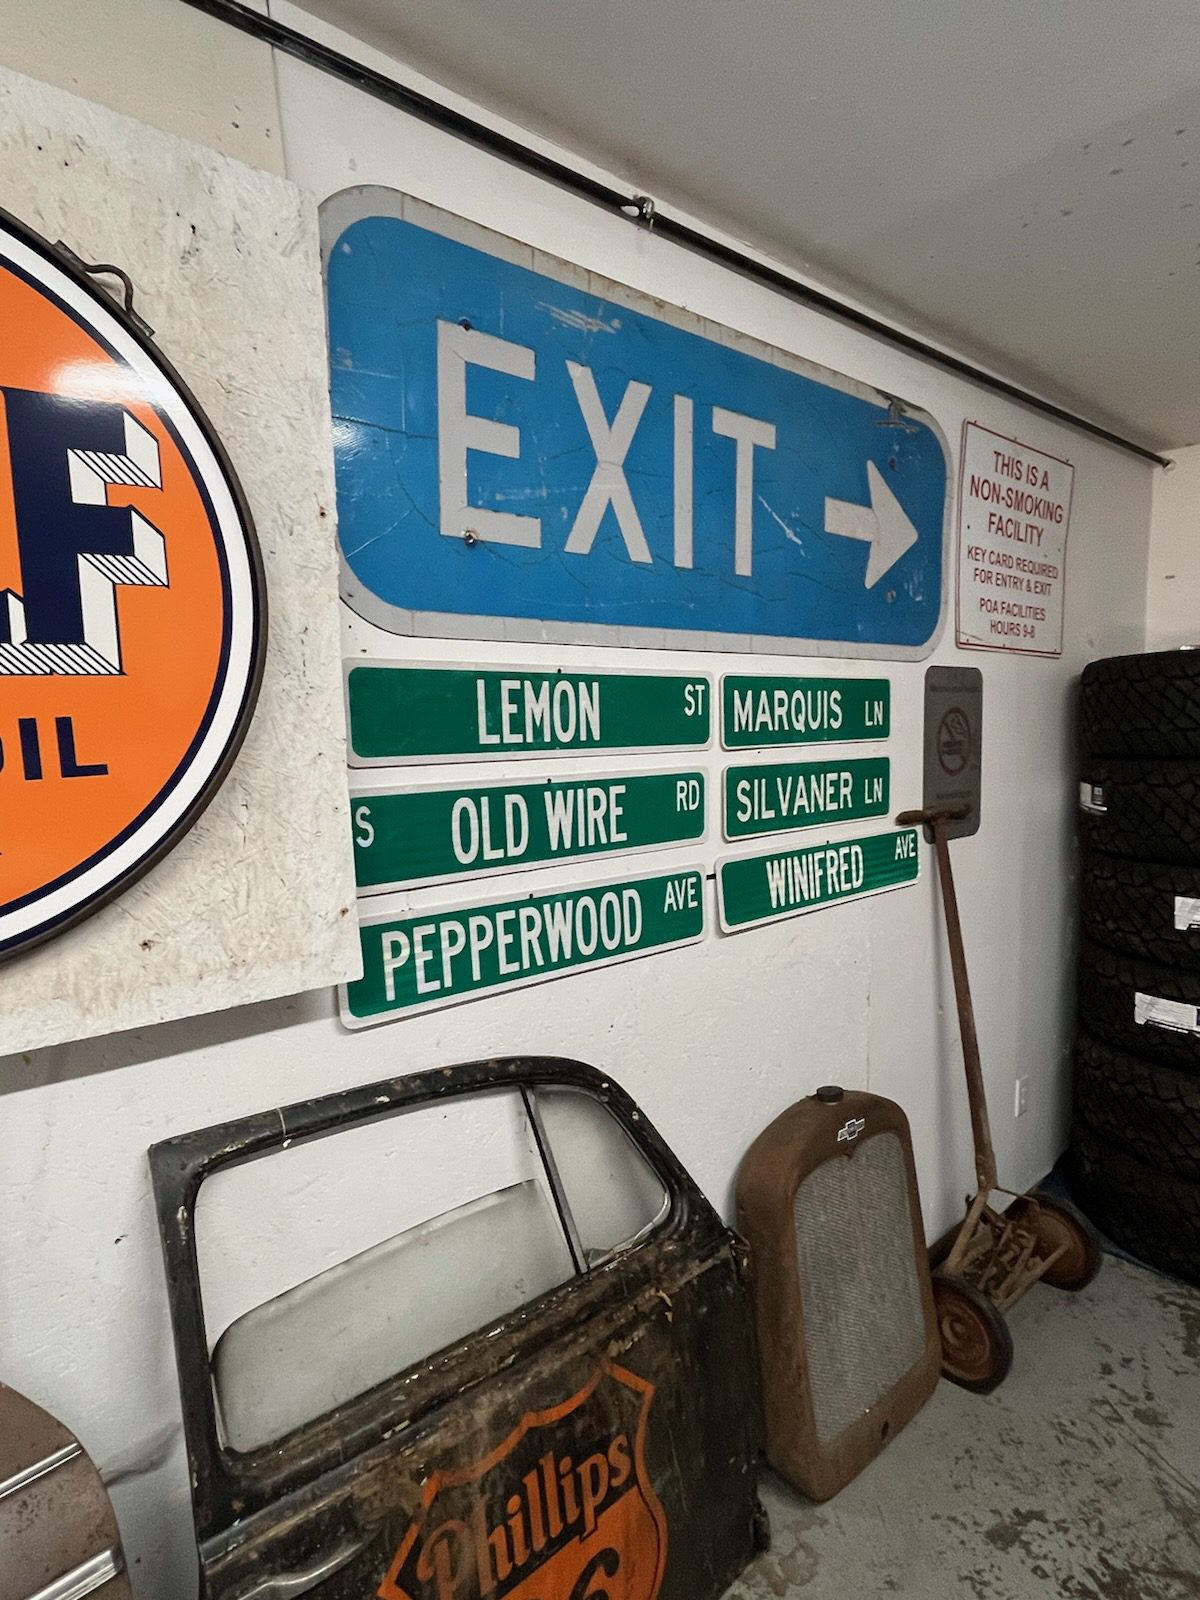 F
OIL
EXIT
THIS IS A
NON-SMOKING
FACILITY
KEY CARD REQUIRED
FOR ENTRY & EXIT
POA FACILITIES
HOURS 9-8
LEMON ST
MARQUIS LN
S OLD WIRE RD
SILVANER LN
PEPPERWOOD AVE
WINIFRED AVE
Phillips
66